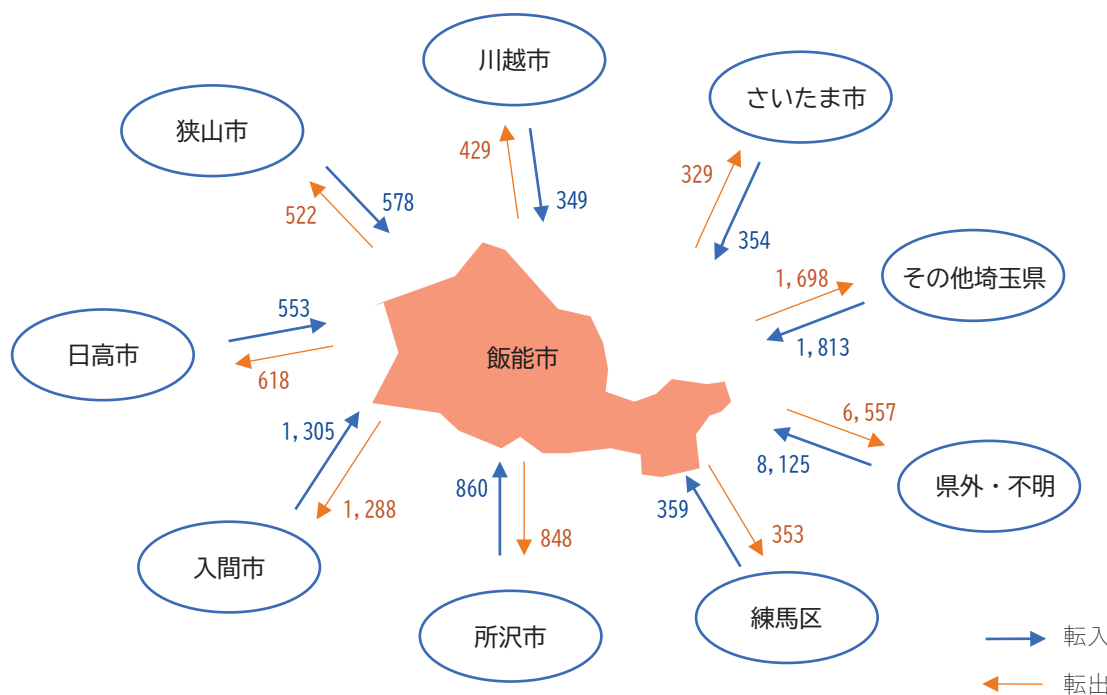 川越市
さいたま市
狭山市
429
349
329
354
522
578
その他埼玉県
1,698
1,813
日高市
553
618
飯能市
6,557
8,125
県外・不明
1,305
1,288
860
848
359
353
入間市
所沢市
練馬区
転入
転出